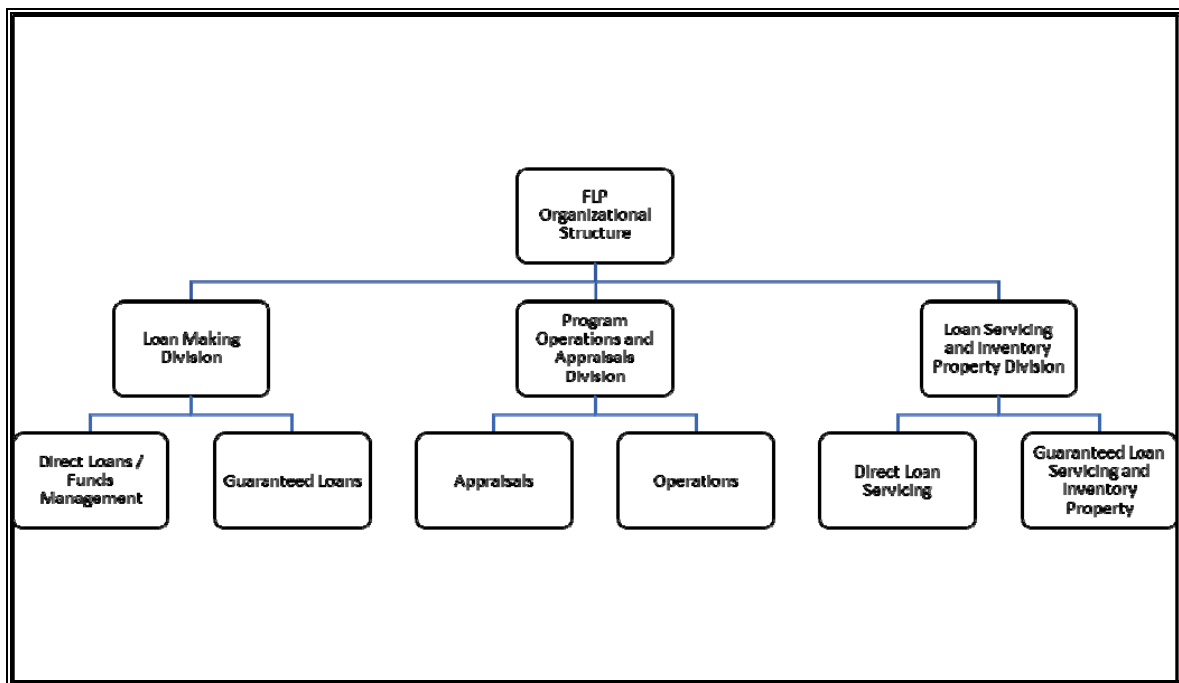 FLP
Organizational
Structure
Loan Making
Division
Program
Operations and
Appraisals
Division
Loan Servicing
and Inventory
Property Division
Direct Loans /
Funds
Management
Guaranteed Loans
Appraisals
Operations
Direct Loan
Servicing
Guaranteed Loan
Servicing and
Inventory
Property